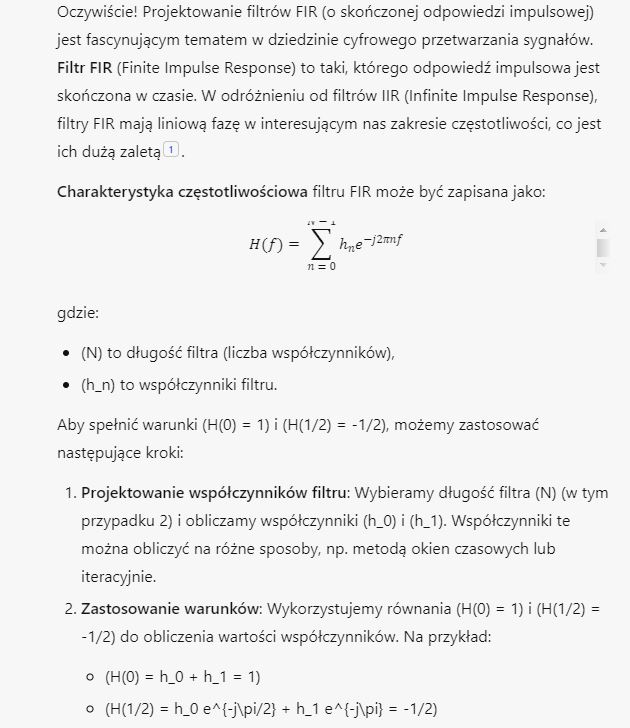 Oczywiście! Projektowanie filtrów FIR (o skończonej odpowiedzi impulsowej)
jest fascynującym tematem w dziedzinie cyfrowego przetwarzania sygnałów.
Filtr FIR (Finite Impulse Response) to taki, którego odpowiedź impulsowa jest
skończona w czasie. W odróżnieniu od filtrów IIR (Infinite Impulse Response),
filtry FIR mają liniową fazę w interesującym nas zakresie częstotliwości, co jest
ich dużą zaletą 1 .
Charakterystyka częstotliwościowa filtru FIR może być zapisana jako:
N − 1
H(f) = ∑ hₙe^−j2πnf
n = 0
gdzie:
• (N) to długość filtra (liczba współczynników),
• (h_n) to współczynniki filtru.
Aby spełnić warunki (H(0) = 1) i (H(1/2) = -1/2), możemy zastosować
następujące kroki:
1. Projektowanie współczynników filtru: Wybieramy długość filtra (N) (w tym
przypadku 2) i obliczamy współczynniki (h_0) i (h_1). Współczynniki te
można obliczyć na różne sposoby, np. metodą okien czasowych lub
iteracyjnie.
2. Zastosowanie warunków: Wykorzystujemy równania (H(0) = 1) i (H(1/2) =
-1/2) do obliczenia wartości współczynników. Na przykład:
○ (H(0) = h_0 + h_1 = 1)
○ (H(1/2) = h_0 e^{-j\pi/2} + h_1 e^{-j\pi} = -1/2)